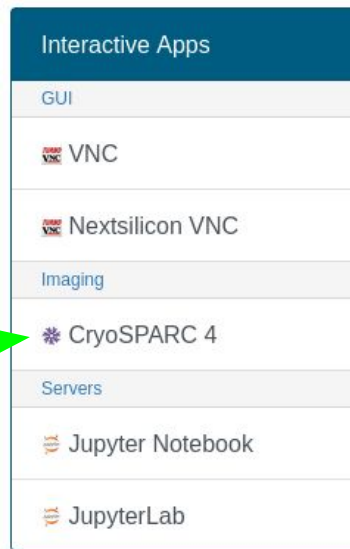 Interactive Apps
GUI
VNC
Nextsilicon VNC
Imaging
CryoSPARC 4
Servers
Jupyter Notebook
JupyterLab